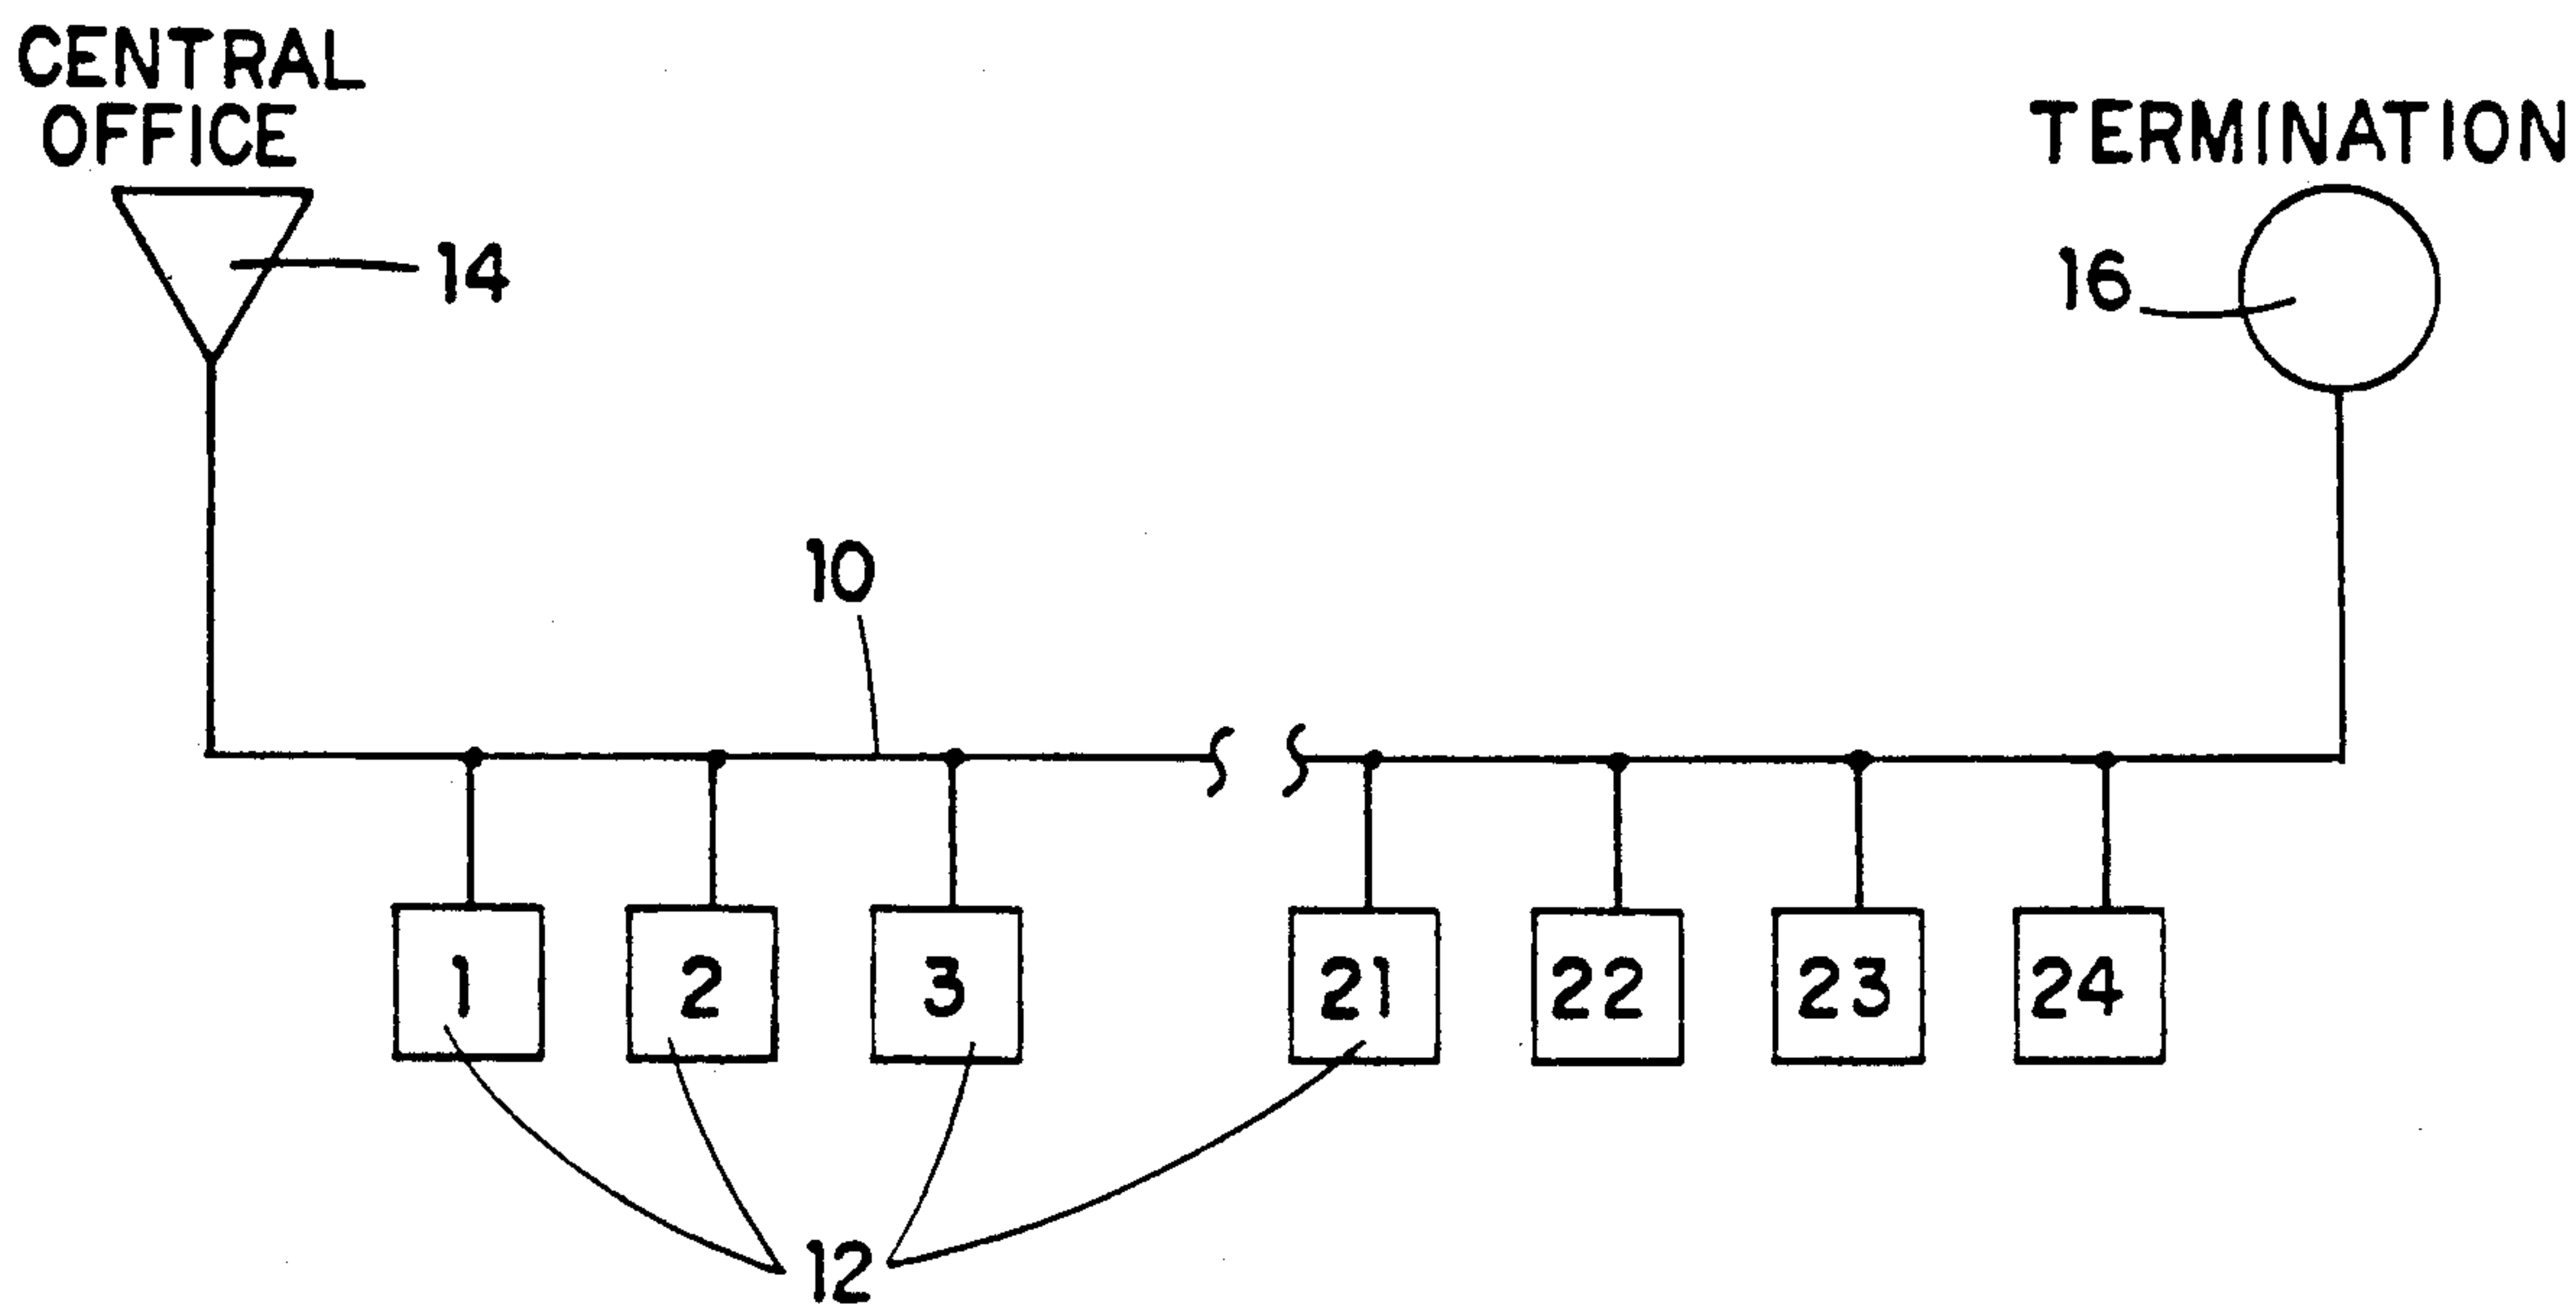 CENTRAL
OFFICE
TERMINATION
14
16
10
1 2 3 21 22 23 24
12